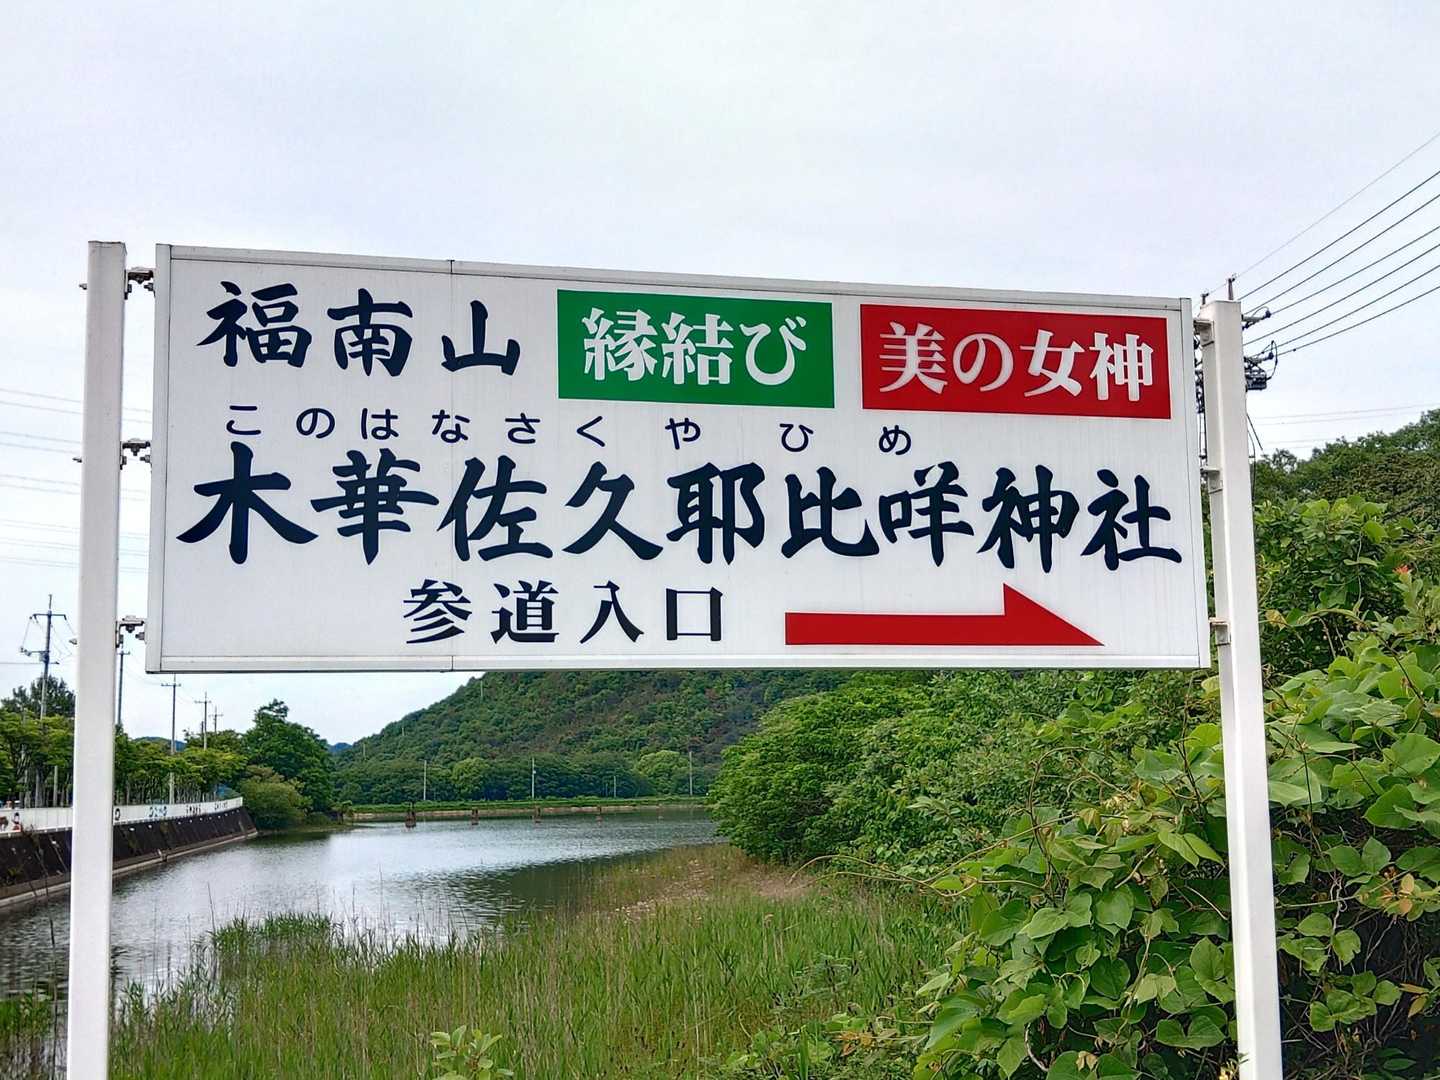 福南山 縁結び 美の女神
このはなさくやひめ
木華佐久耶比咩神社
参道入口